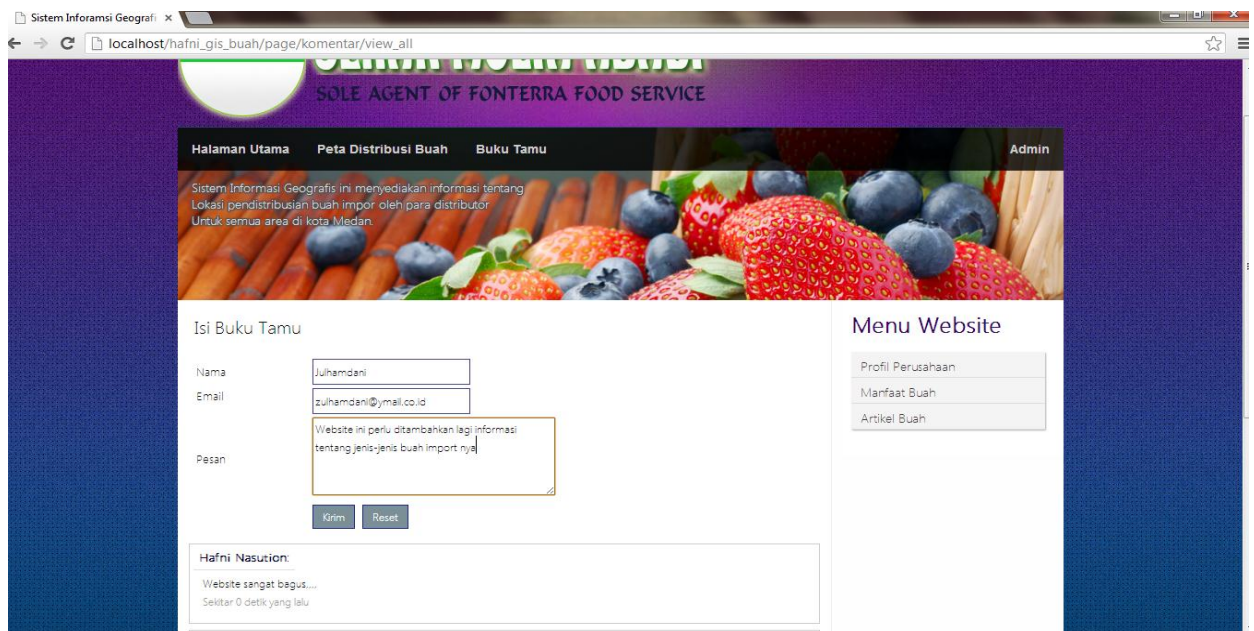 Sistem Inforamsi Geografi
localhost/hafni_gis_buah/page/komentar/view_all
SOLE AGENT OF FONTERRA FOOD SERVICE
Halaman Utama Peta Distribusi Buah Buku Tamu Admin
Sistem Informasi Geografis ini menyediakan informasi tentang
Lokasi pendistribusian buah impor oleh para distributor
Untuk semua area di kota Medan.
Isi Buku Tamu
Nama Julhamdani
Email zulhamdani@ymail.co.id
Pesan Website ini perlu ditambahkan lagi informasi
tentang jenis-jenis buah import nya
Kirim Reset
Hafni Nasution:
Website sangat bagus....
Sekitar 0 detik yang lalu
Menu Website
Profil Perusahaan
Manfaat Buah
Artikel Buah